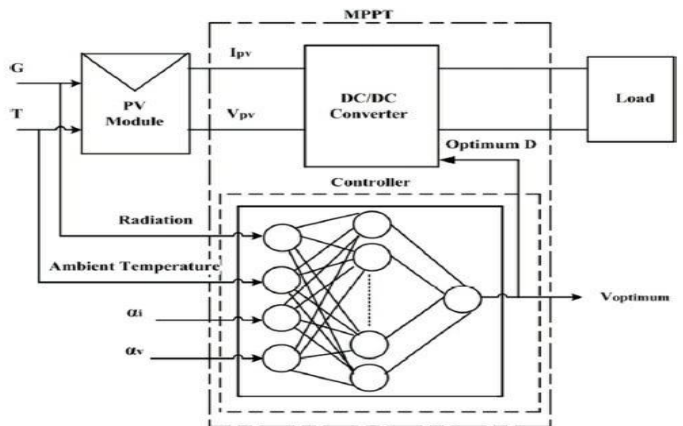 MPPT
G
Ipv
PV
Module
DC/DC
Converter
Load
T
Vpv
Optimum D
Controller
Radiation
Ambient Temperature
αi
Voptimum
αv